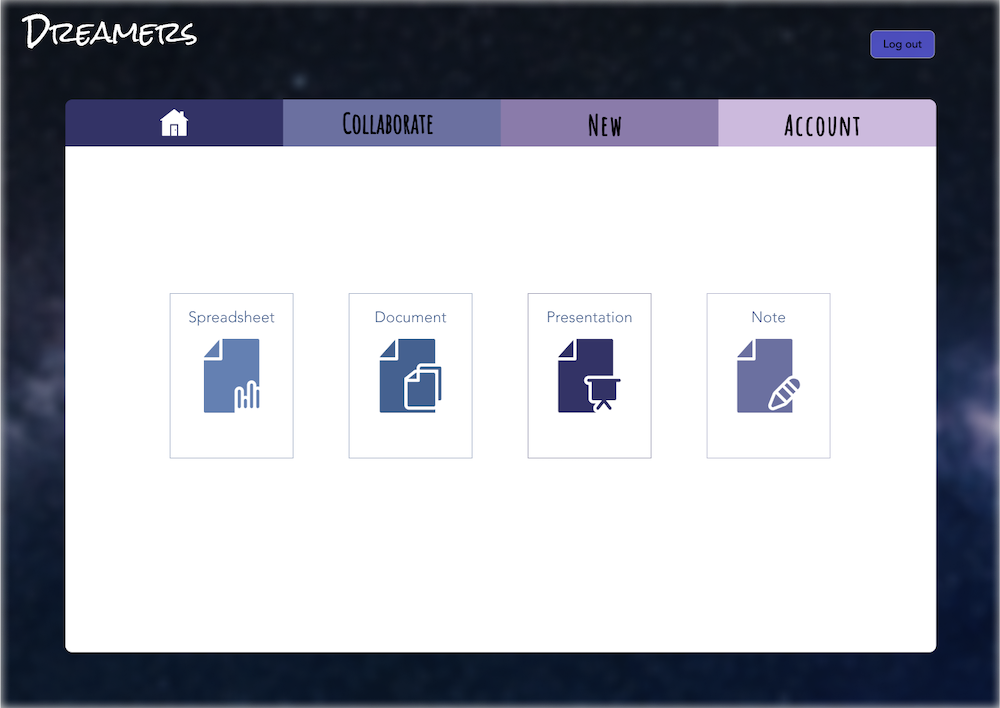 Dreamers
Log out
Collaborate
New
Account
Spreadsheet
Document
Presentation
Note